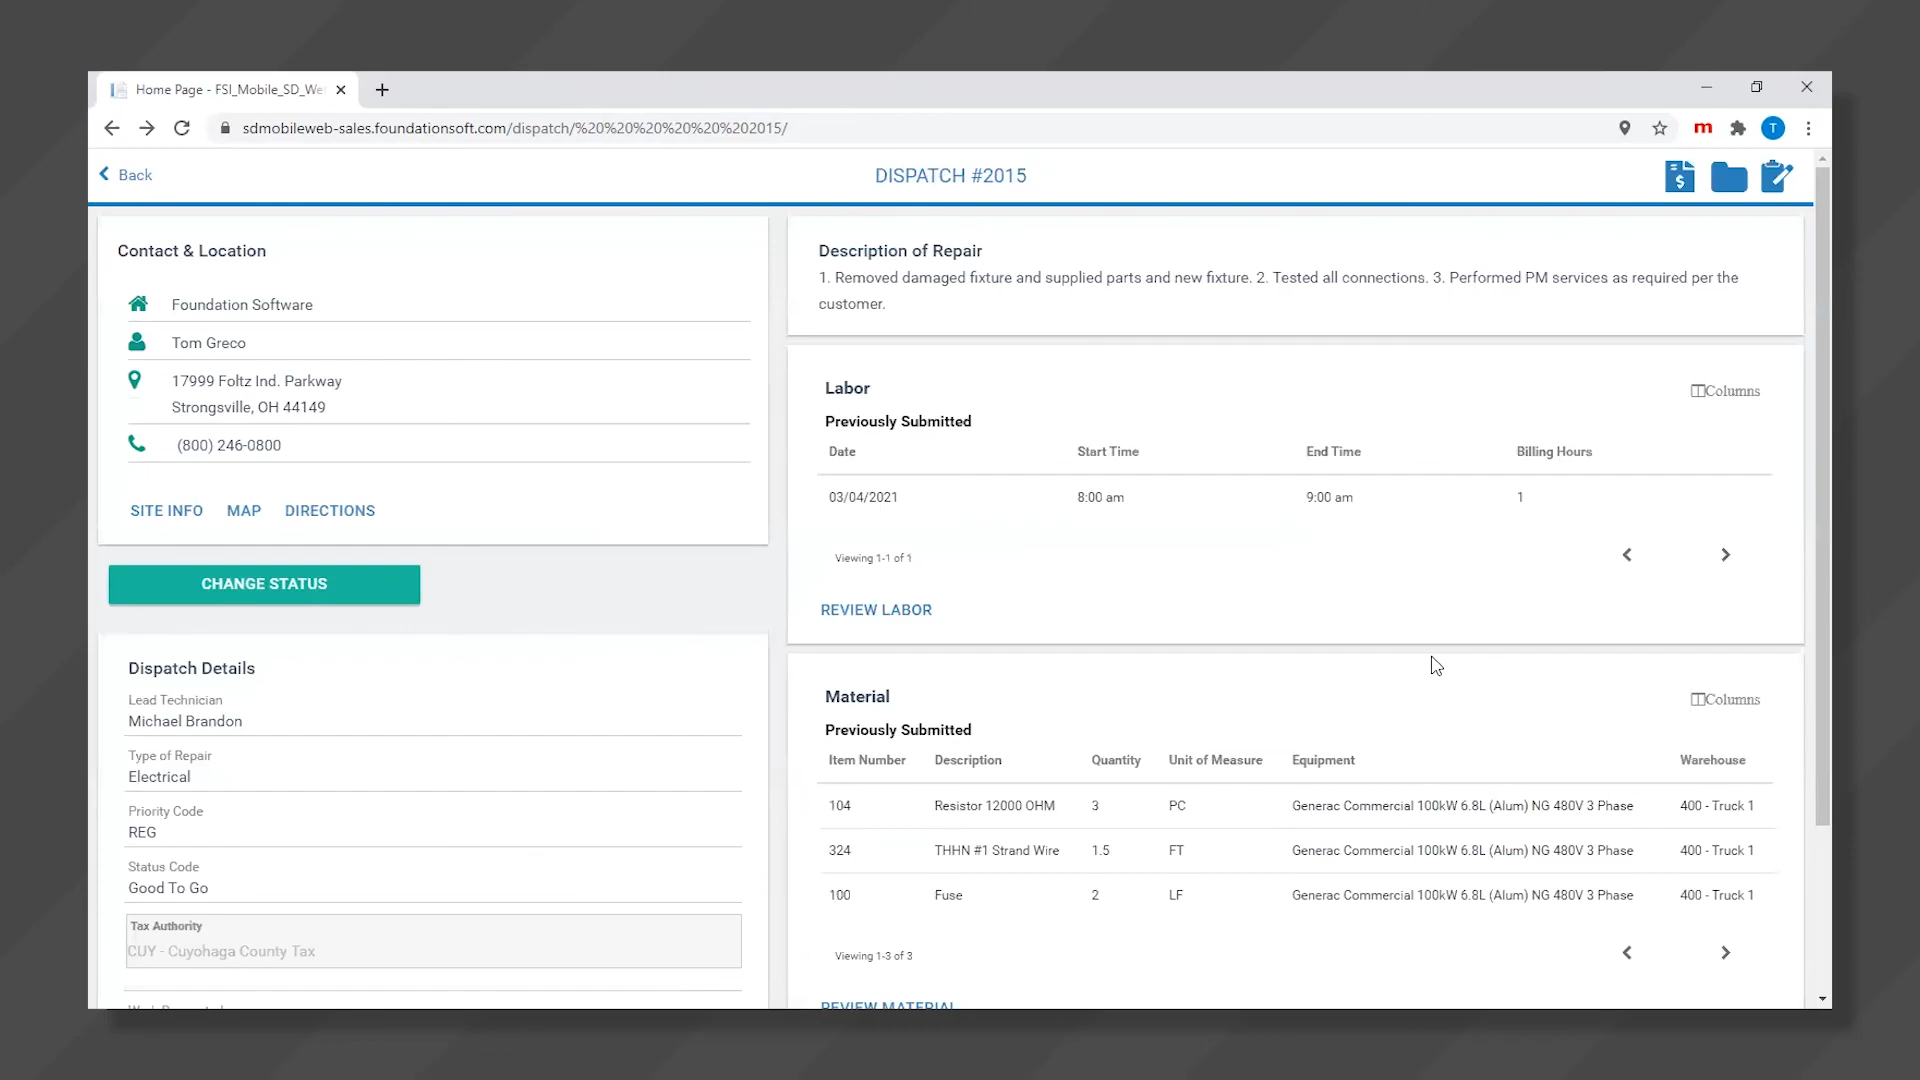 Home Page - FSI_Mobile_SD_We
sdmobileweb-sales.foundationsoft.com/dispatch/%20%20%20%20%20%202015/
m
T
Back
DISPATCH #2015
$
Contact & Location
Foundation Software
Tom Greco
17999 Foltz Ind. Parkway
Strongsville, OH 44149
(800) 246-0800
SITE INFO MAP DIRECTIONS
CHANGE STATUS
Dispatch Details
Lead Technician
Michael Brandon
Type of Repair
Electrical
Priority Code
REG
Status Code
Good To Go
Tax Authority
CUY - Cuyohaga County Tax
Description of Repair
1. Removed damaged fixture and supplied parts and new fixture. 2. Tested all connections. 3. Performed PM services as required per the
customer.
Labor
Columns
Previously Submitted
Date Start Time End Time Billing Hours
03/04/2021 8:00 am 9:00 am 1
Viewing 1-1 of 1
REVIEW LABOR
Material
Columns
Previously Submitted
Item Number Description Quantity Unit of Measure Equipment Warehouse
104 Resistor 12000 OHM 3 PC Generac Commercial 100kW 6.8L (Alum) NG 480V 3 Phase 400 - Truck 1
324 THHN #1 Strand Wire 1.5 FT Generac Commercial 100kW 6.8L (Alum) NG 480V 3 Phase 400 - Truck 1
100 Fuse 2 LF Generac Commercial 100kW 6.8L (Alum) NG 480V 3 Phase 400 - Truck 1
Viewing 1-3 of 3
REVIEW MATERIAL